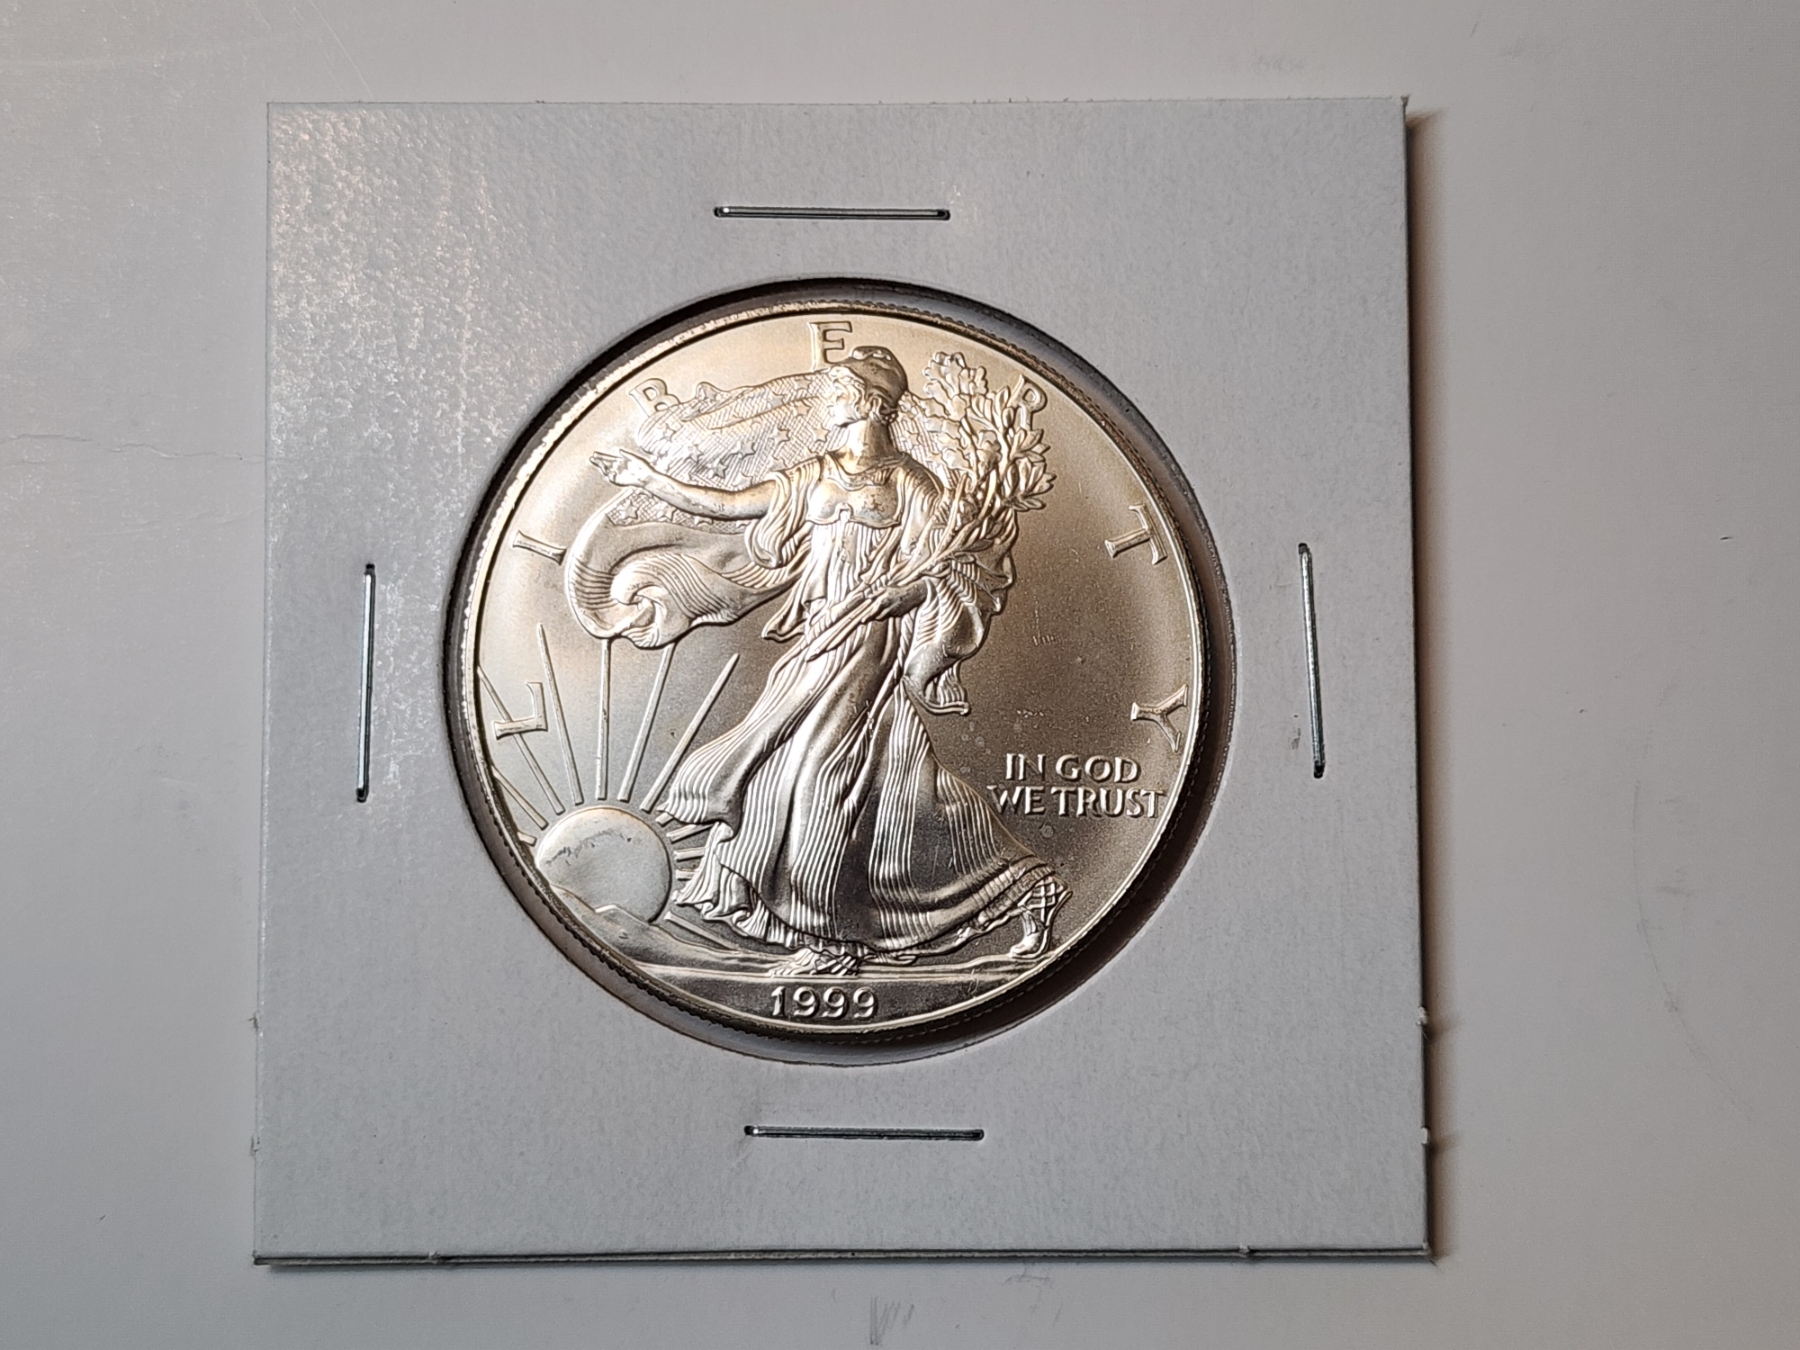 LIBERTY
IN GOD
WE TRUST
1999